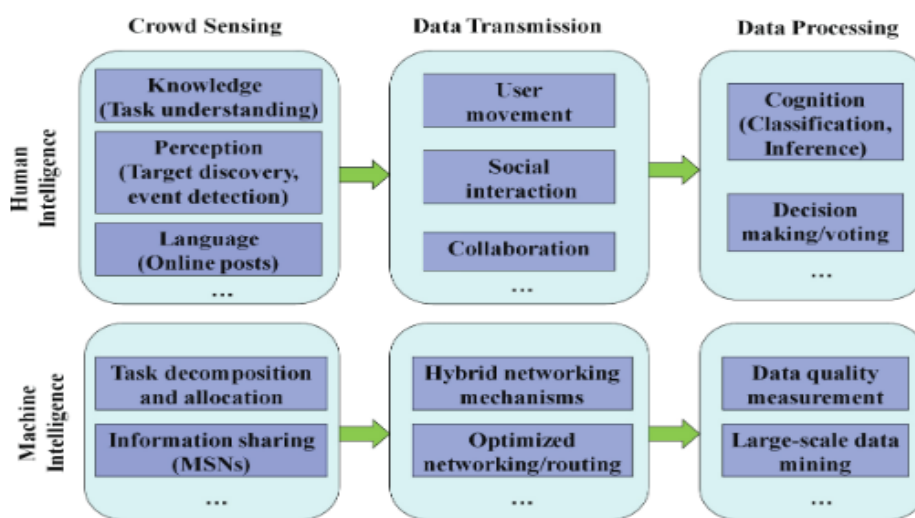 Crowd Sensing
Data Transmission
Data Processing
Human
Intelligence
Knowledge
(Task understanding)
Perception
(Target discovery,
event detection)
Language
(Online posts)
...
User
movement
Social
interaction
Collaboration
...
Cognition
(Classification,
Inference)
Decision
making/voting
...
Machine
Intelligence
Task decomposition
and allocation
Information sharing
(MSNs)
...
Hybrid networking
mechanisms
Optimized
networking/routing
...
Data quality
measurement
Large-scale data
mining
...